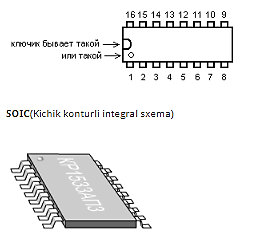 16 15 14 13 12 11 10 9
ключик бывает такой
или такой
1 2 3 4 5 6 7 8
SOIC(Kichik konturli integral sxema)
КР1533АП3